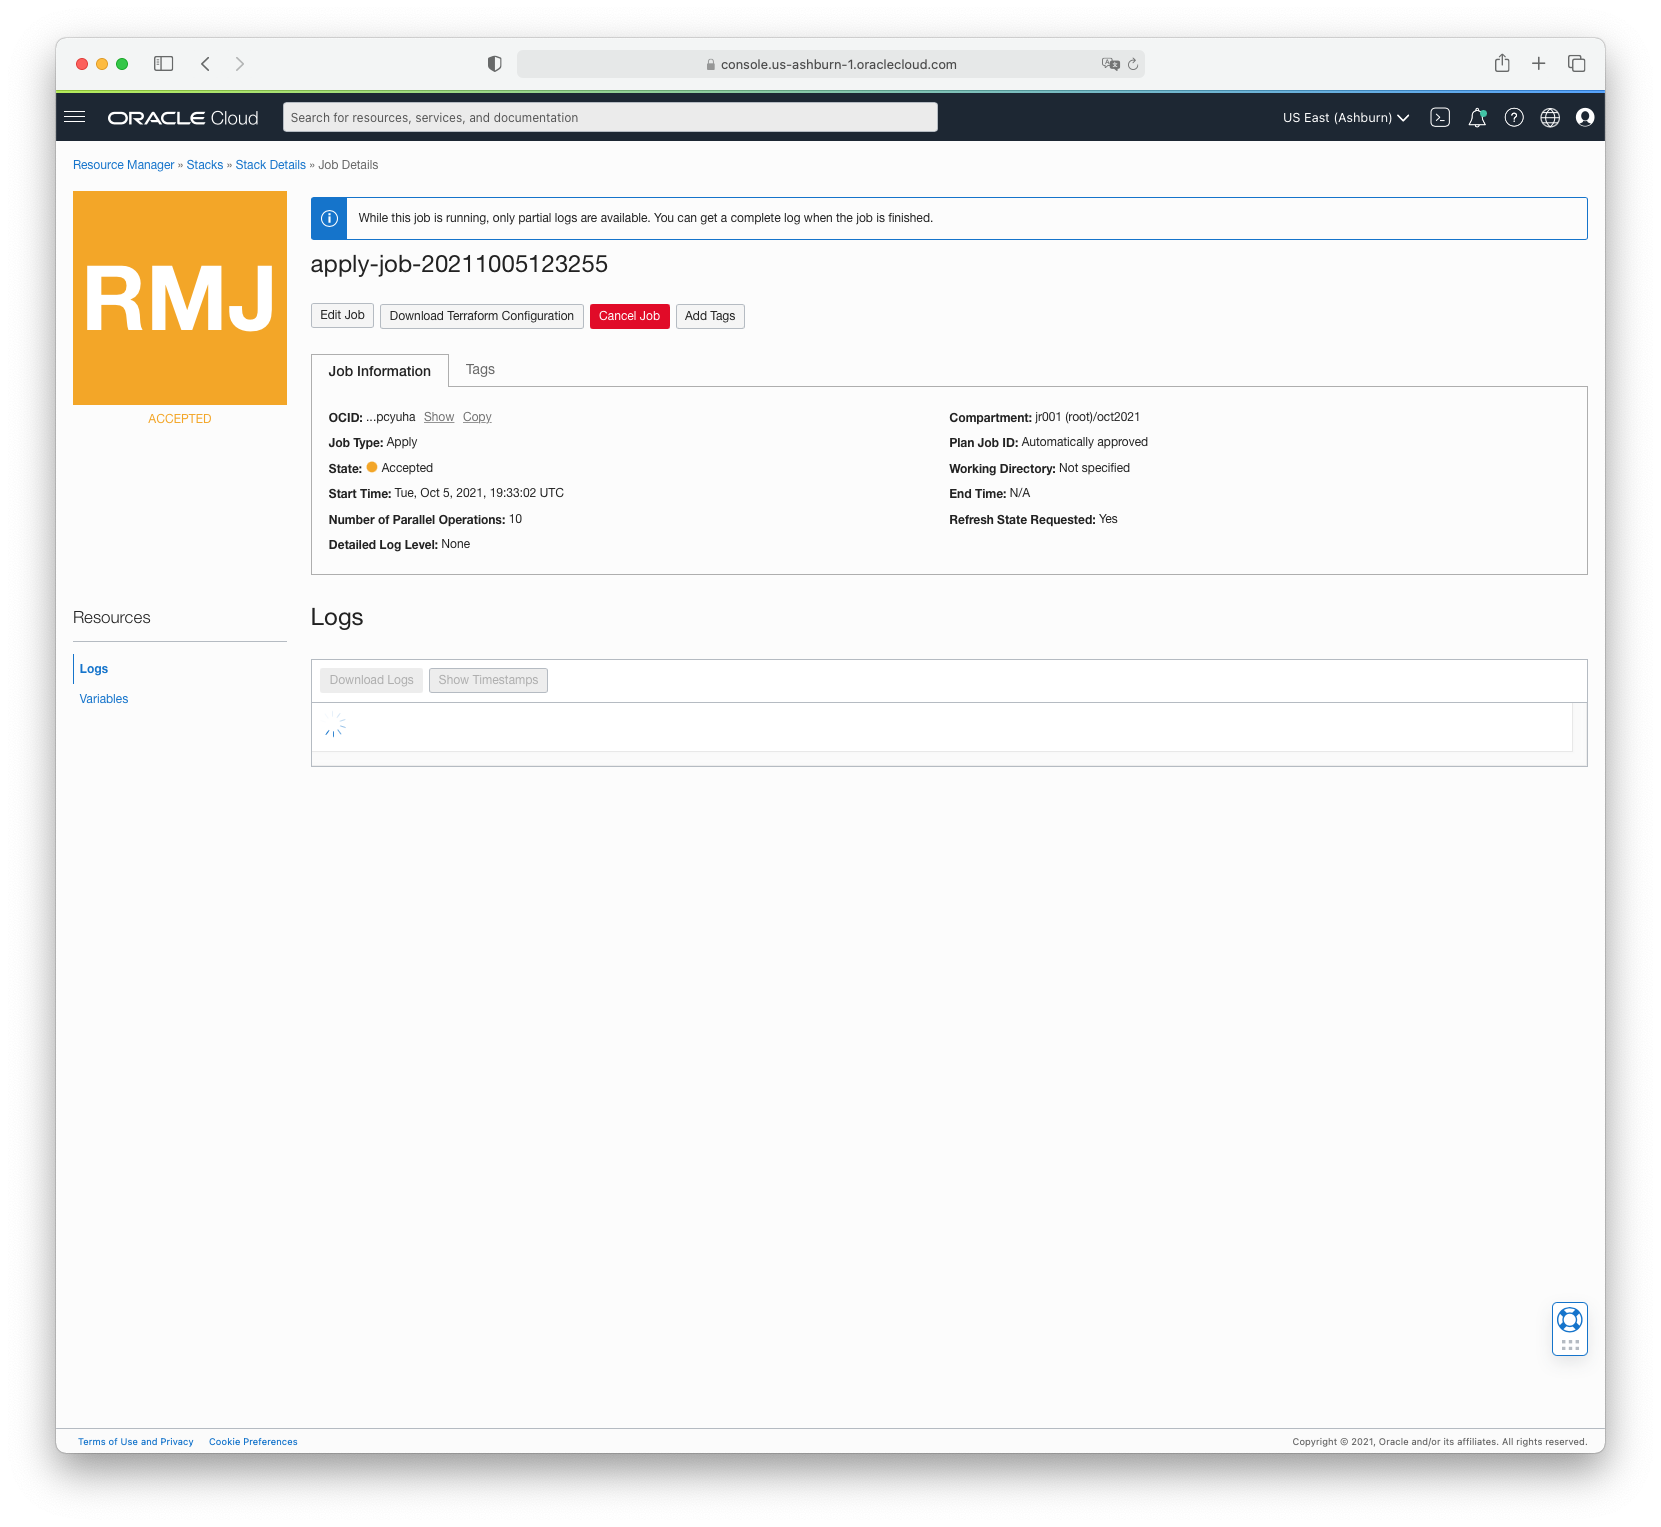 console.us-ashburn-1.oraclecloud.com
ORACLE Cloud
Search for resources, services, and documentation
US East (Ashburn)
Resource Manager » Stacks » Stack Details » Job Details
RMJ
ACCEPTED
While this job is running, only partial logs are available. You can get a complete log when the job is finished.
apply-job-20211005123255
Edit Job
Download Terraform Configuration
Cancel Job
Add Tags
Job Information
Tags
OCID: ...pcyuha Show Copy
Job Type: Apply
State: Accepted
Start Time: Tue, Oct 5, 2021, 19:33:02 UTC
Number of Parallel Operations: 10
Detailed Log Level: None
Compartment: jr001 (root)/oct2021
Plan Job ID: Automatically approved
Working Directory: Not specified
End Time: N/A
Refresh State Requested: Yes
Resources
Logs
Variables
Logs
Download Logs
Show Timestamps
Terms of Use and Privacy
Cookie Preferences
Copyright © 2021, Oracle and/or its affiliates. All rights reserved.